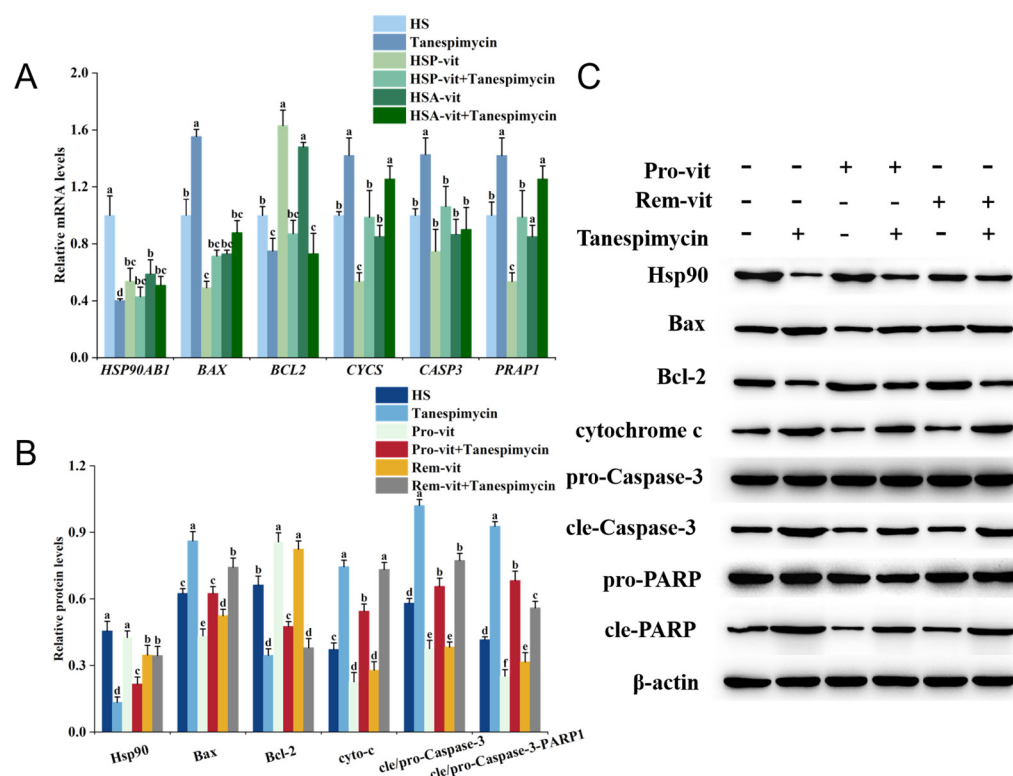 A
HS
Tanespimycin
HSP-vit
HSP-vit+Tanespimycin
HSA-vit
HSA-vit+Tanespimycin
Relative mRNA levels
2.0
1.6
1.2
0.8
0.4
0.0
a d bc bc b bc
b a c bc bc bc
b c a bc a c
b a c b b b
b a b b b b
b a c b a b
HSP90AB1 BAX BCL2 CYCS CASP3 PRAP1
B
HS
Tanespimycin
Pro-vit
Pro-vit+Tanespimycin
Rem-vit
Rem-vit+Tanespimycin
Relative protein levels
1.2
0.9
0.6
0.3
0.0
a d a c b b
c a e c d b
b d a c a d
c a d b d a
d a e b e b
d a f b e c
Hsp90 Bax Bcl-2 cyto-c cle/pro-Caspase-3 cle/pro-Caspase-3-PARP1
C
Pro-vit - - + + - -
Rem-vit - - - - + +
Tanespimycin - + - + - +
Hsp90
Bax
Bcl-2
cytochrome c
pro-Caspase-3
cle-Caspase-3
pro-PARP
cle-PARP
β-actin